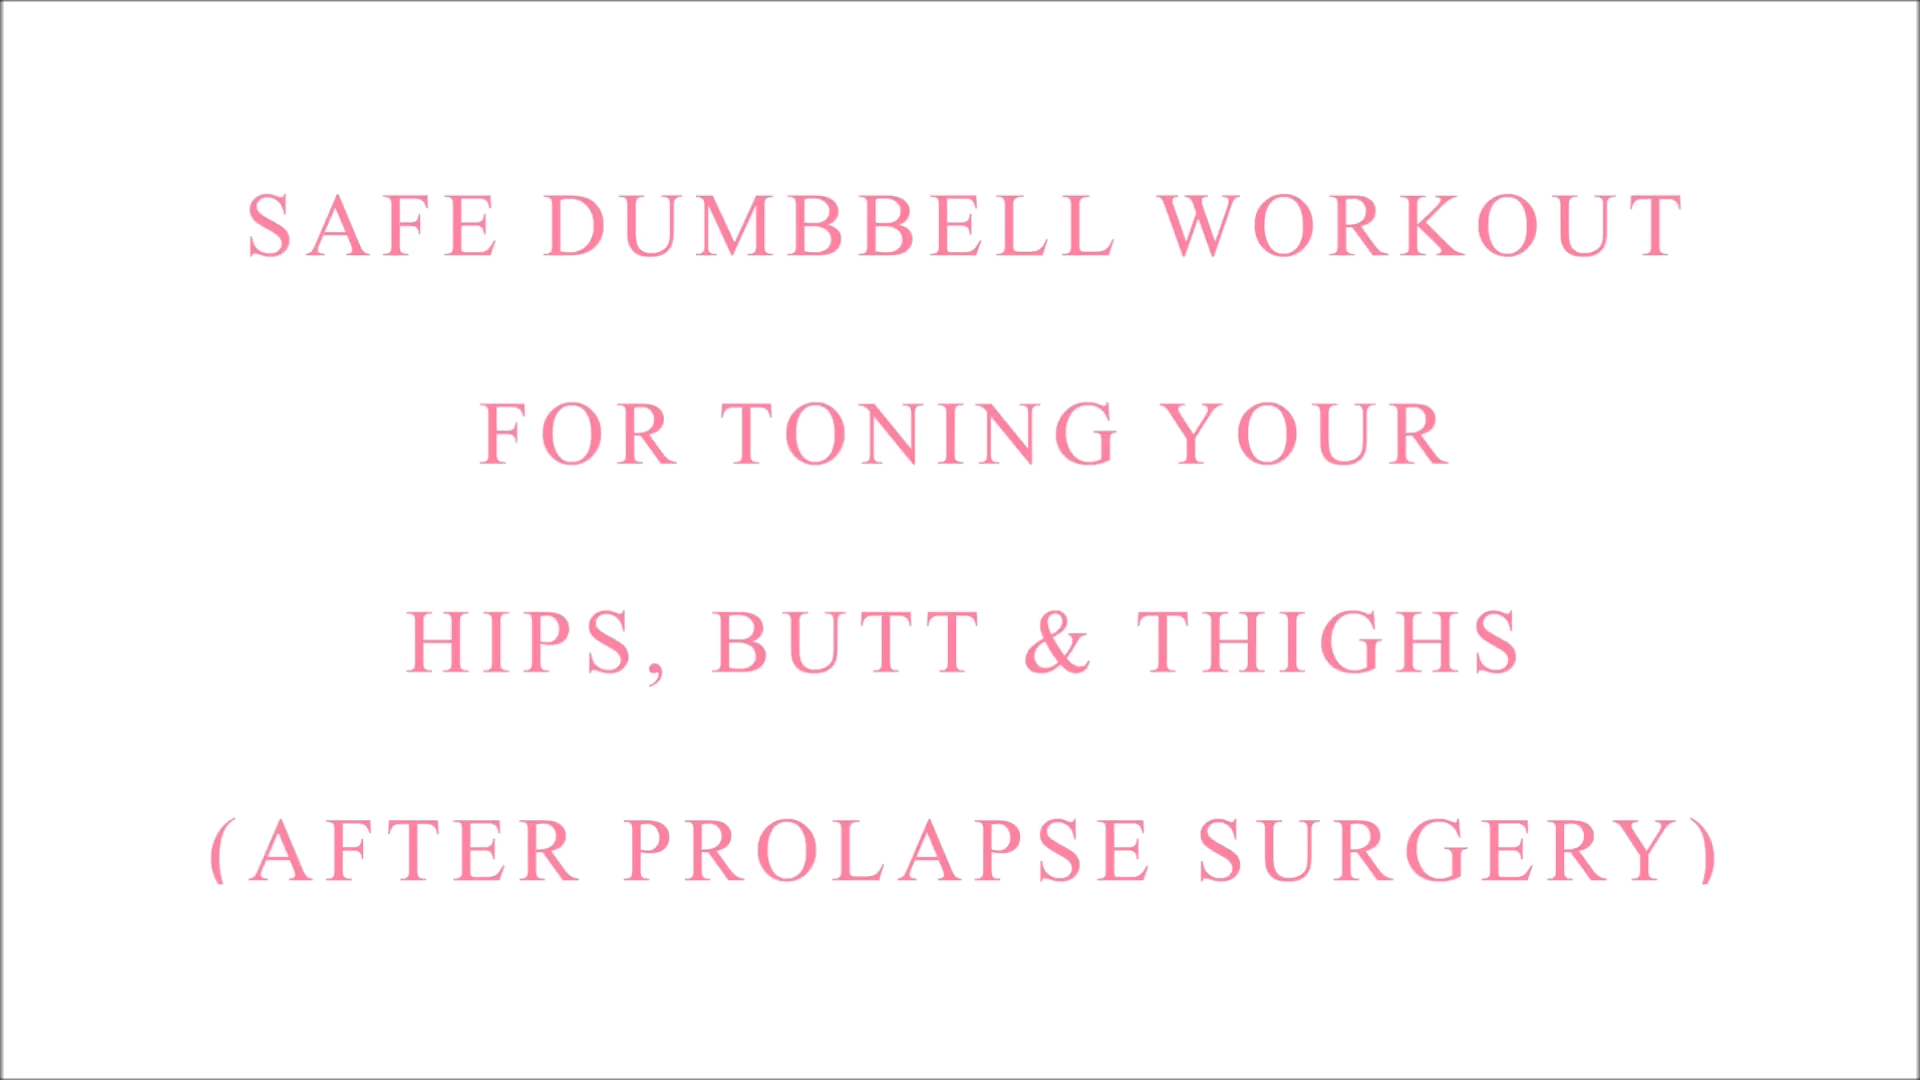 SAFE DUMBBELL WORKOUT
FOR TONING YOUR
HIPS, BUTT & THIGHS
(AFTER PROLAPSE SURGERY)